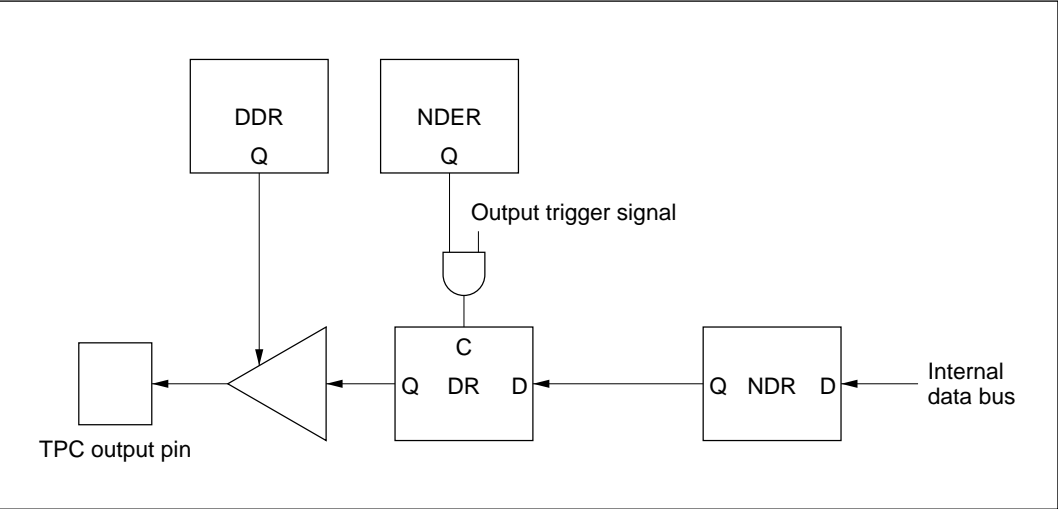 DDR
Q
NDER
Q
Output trigger signal
C
Q DR D
Q NDR D
Internal
data bus
TPC output pin